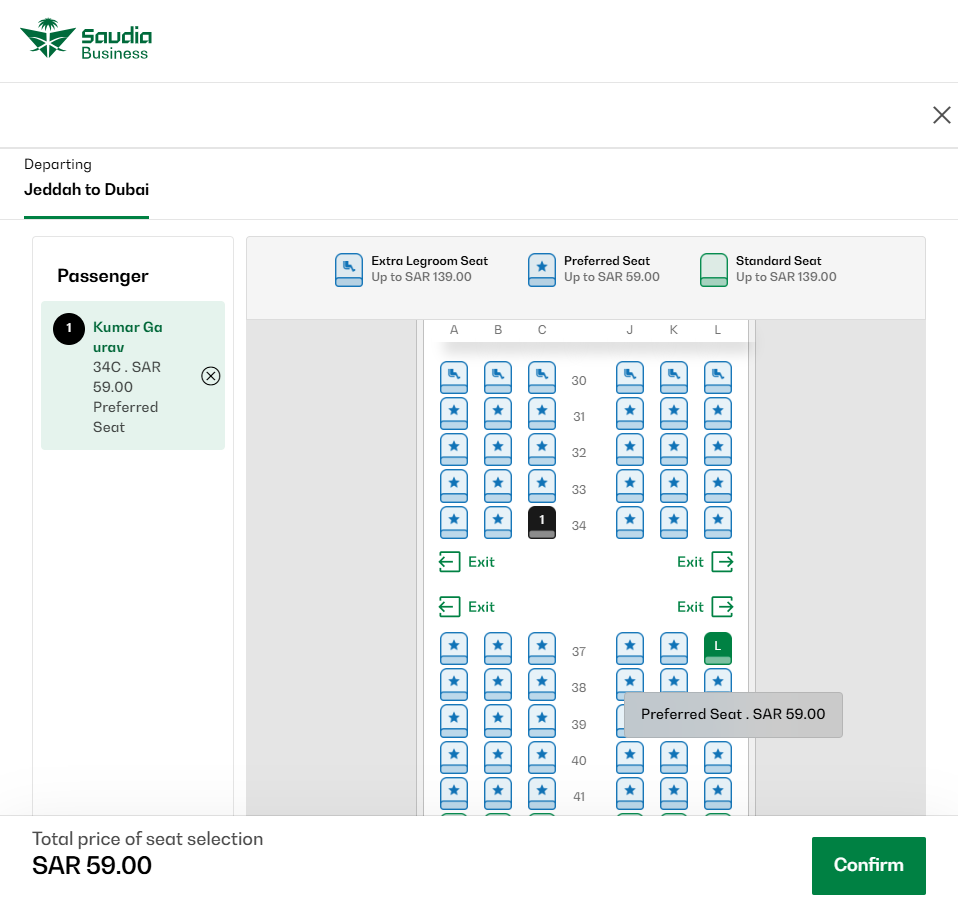 Saudia
Business
Departing
Jeddah to Dubai
Passenger
1
Kumar Ga
urav
34C . SAR
59.00
Preferred
Seat
Extra Legroom Seat
Up to SAR 139.00
Preferred Seat
Up to SAR 59.00
Standard Seat
Up to SAR 139.00
A B C J K L
30
31
32
33
1 34
Exit Exit
Exit Exit
37 L
38
Preferred Seat . SAR 59.00
39
40
41
Total price of seat selection
SAR 59.00
Confirm